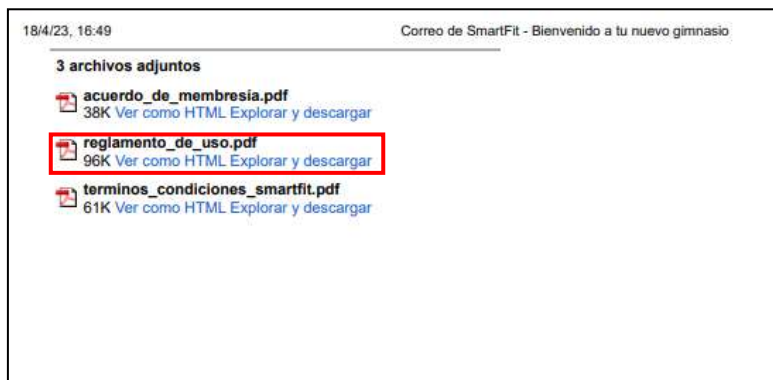 18/4/23, 16:49 Correo de SmartFit - Bienvenido a tu nuevo gimnasio
3 archivos adjuntos
acuerdo_de_membresia.pdf
38K Ver como HTML Explorar y descargar
reglamento_de_uso.pdf
96K Ver como HTML Explorar y descargar
terminos_condiciones_smartfit.pdf
61K Ver como HTML Explorar y descargar